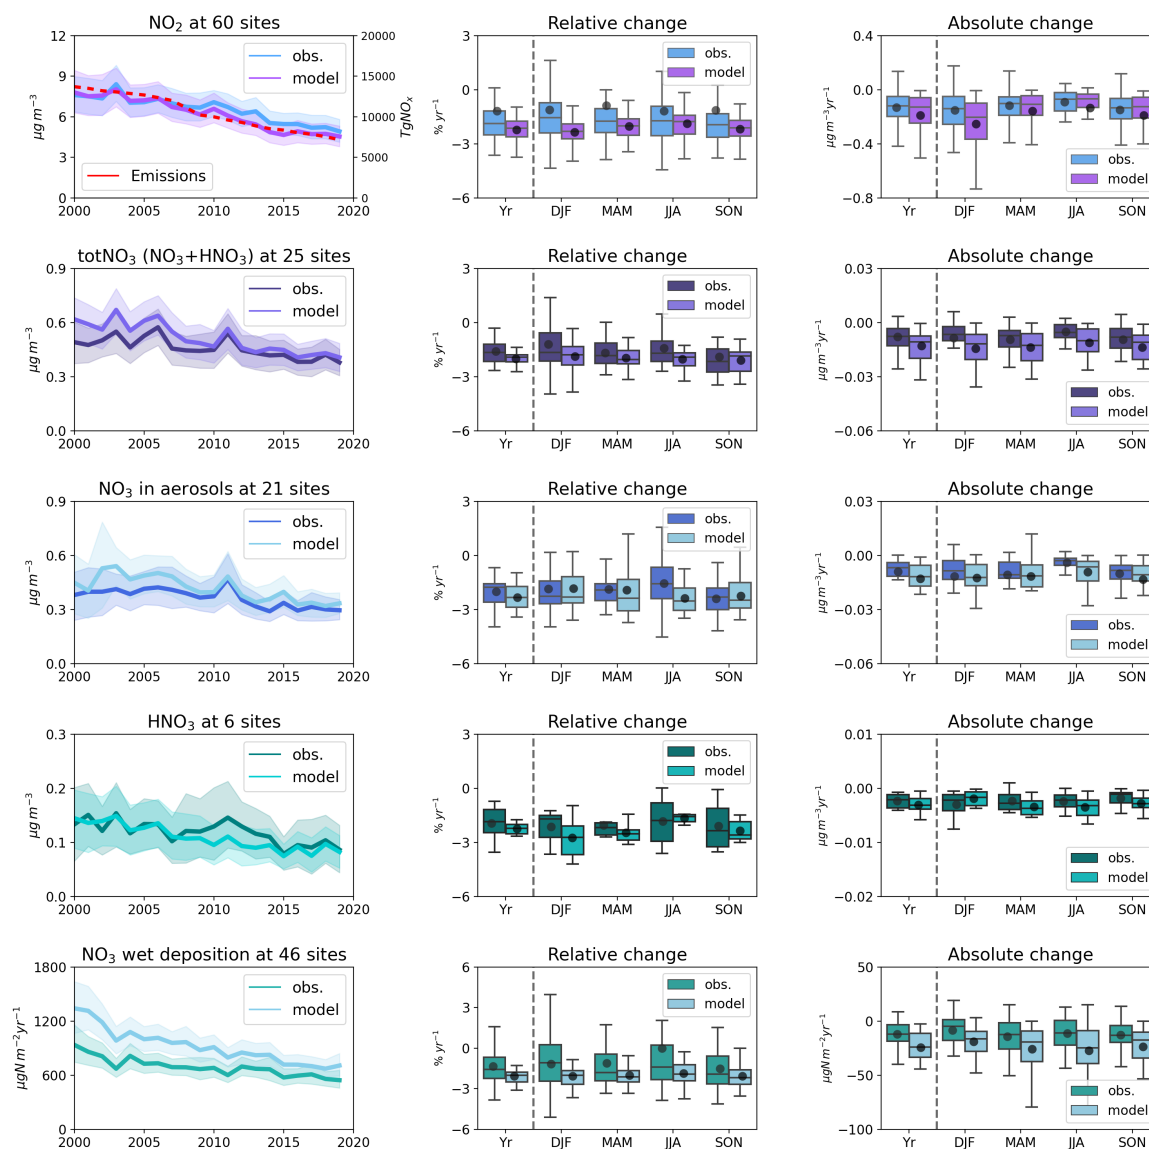 NO₂ at 60 sites
12
9
6
3
0
μg m⁻³
20000
15000
10000
5000
0
TgNOₓ
obs.
model
Emissions
2000 2005 2010 2015 2020
Relative change
3
0
−3
−6
% yr⁻¹
obs.
model
Yr DJF MAM JJA SON
Absolute change
0.4
0.0
−0.4
−0.8
μg m⁻³yr⁻¹
obs.
model
Yr DJF MAM JJA SON
totNO₃ (NO₃+HNO₃) at 25 sites
0.9
0.6
0.3
0.0
μg m⁻³
obs.
model
2000 2005 2010 2015 2020
Relative change
3
0
−3
−6
% yr⁻¹
obs.
model
Yr DJF MAM JJA SON
Absolute change
0.03
0.00
−0.03
−0.06
μg m⁻³yr⁻¹
obs.
model
Yr DJF MAM JJA SON
NO₃ in aerosols at 21 sites
0.9
0.6
0.3
0.0
μg m⁻³
obs.
model
2000 2005 2010 2015 2020
Relative change
3
0
−3
−6
% yr⁻¹
obs.
model
Yr DJF MAM JJA SON
Absolute change
0.03
0.00
−0.03
−0.06
μg m⁻³yr⁻¹
obs.
model
Yr DJF MAM JJA SON
HNO₃ at 6 sites
0.3
0.2
0.1
0.0
μg m⁻³
obs.
model
2000 2005 2010 2015 2020
Relative change
3
0
−3
−6
% yr⁻¹
obs.
model
Yr DJF MAM JJA SON
Absolute change
0.01
0.00
−0.01
−0.02
μg m⁻³yr⁻¹
obs.
model
Yr DJF MAM JJA SON
NO₃ wet deposition at 46 sites
1800
1200
600
0
μgN m⁻²yr⁻¹
obs.
model
2000 2005 2010 2015 2020
Relative change
6
3
0
−3
−6
% yr⁻¹
obs.
model
Yr DJF MAM JJA SON
Absolute change
50
0
−50
−100
μgN m⁻²yr⁻¹
obs.
model
Yr DJF MAM JJA SON